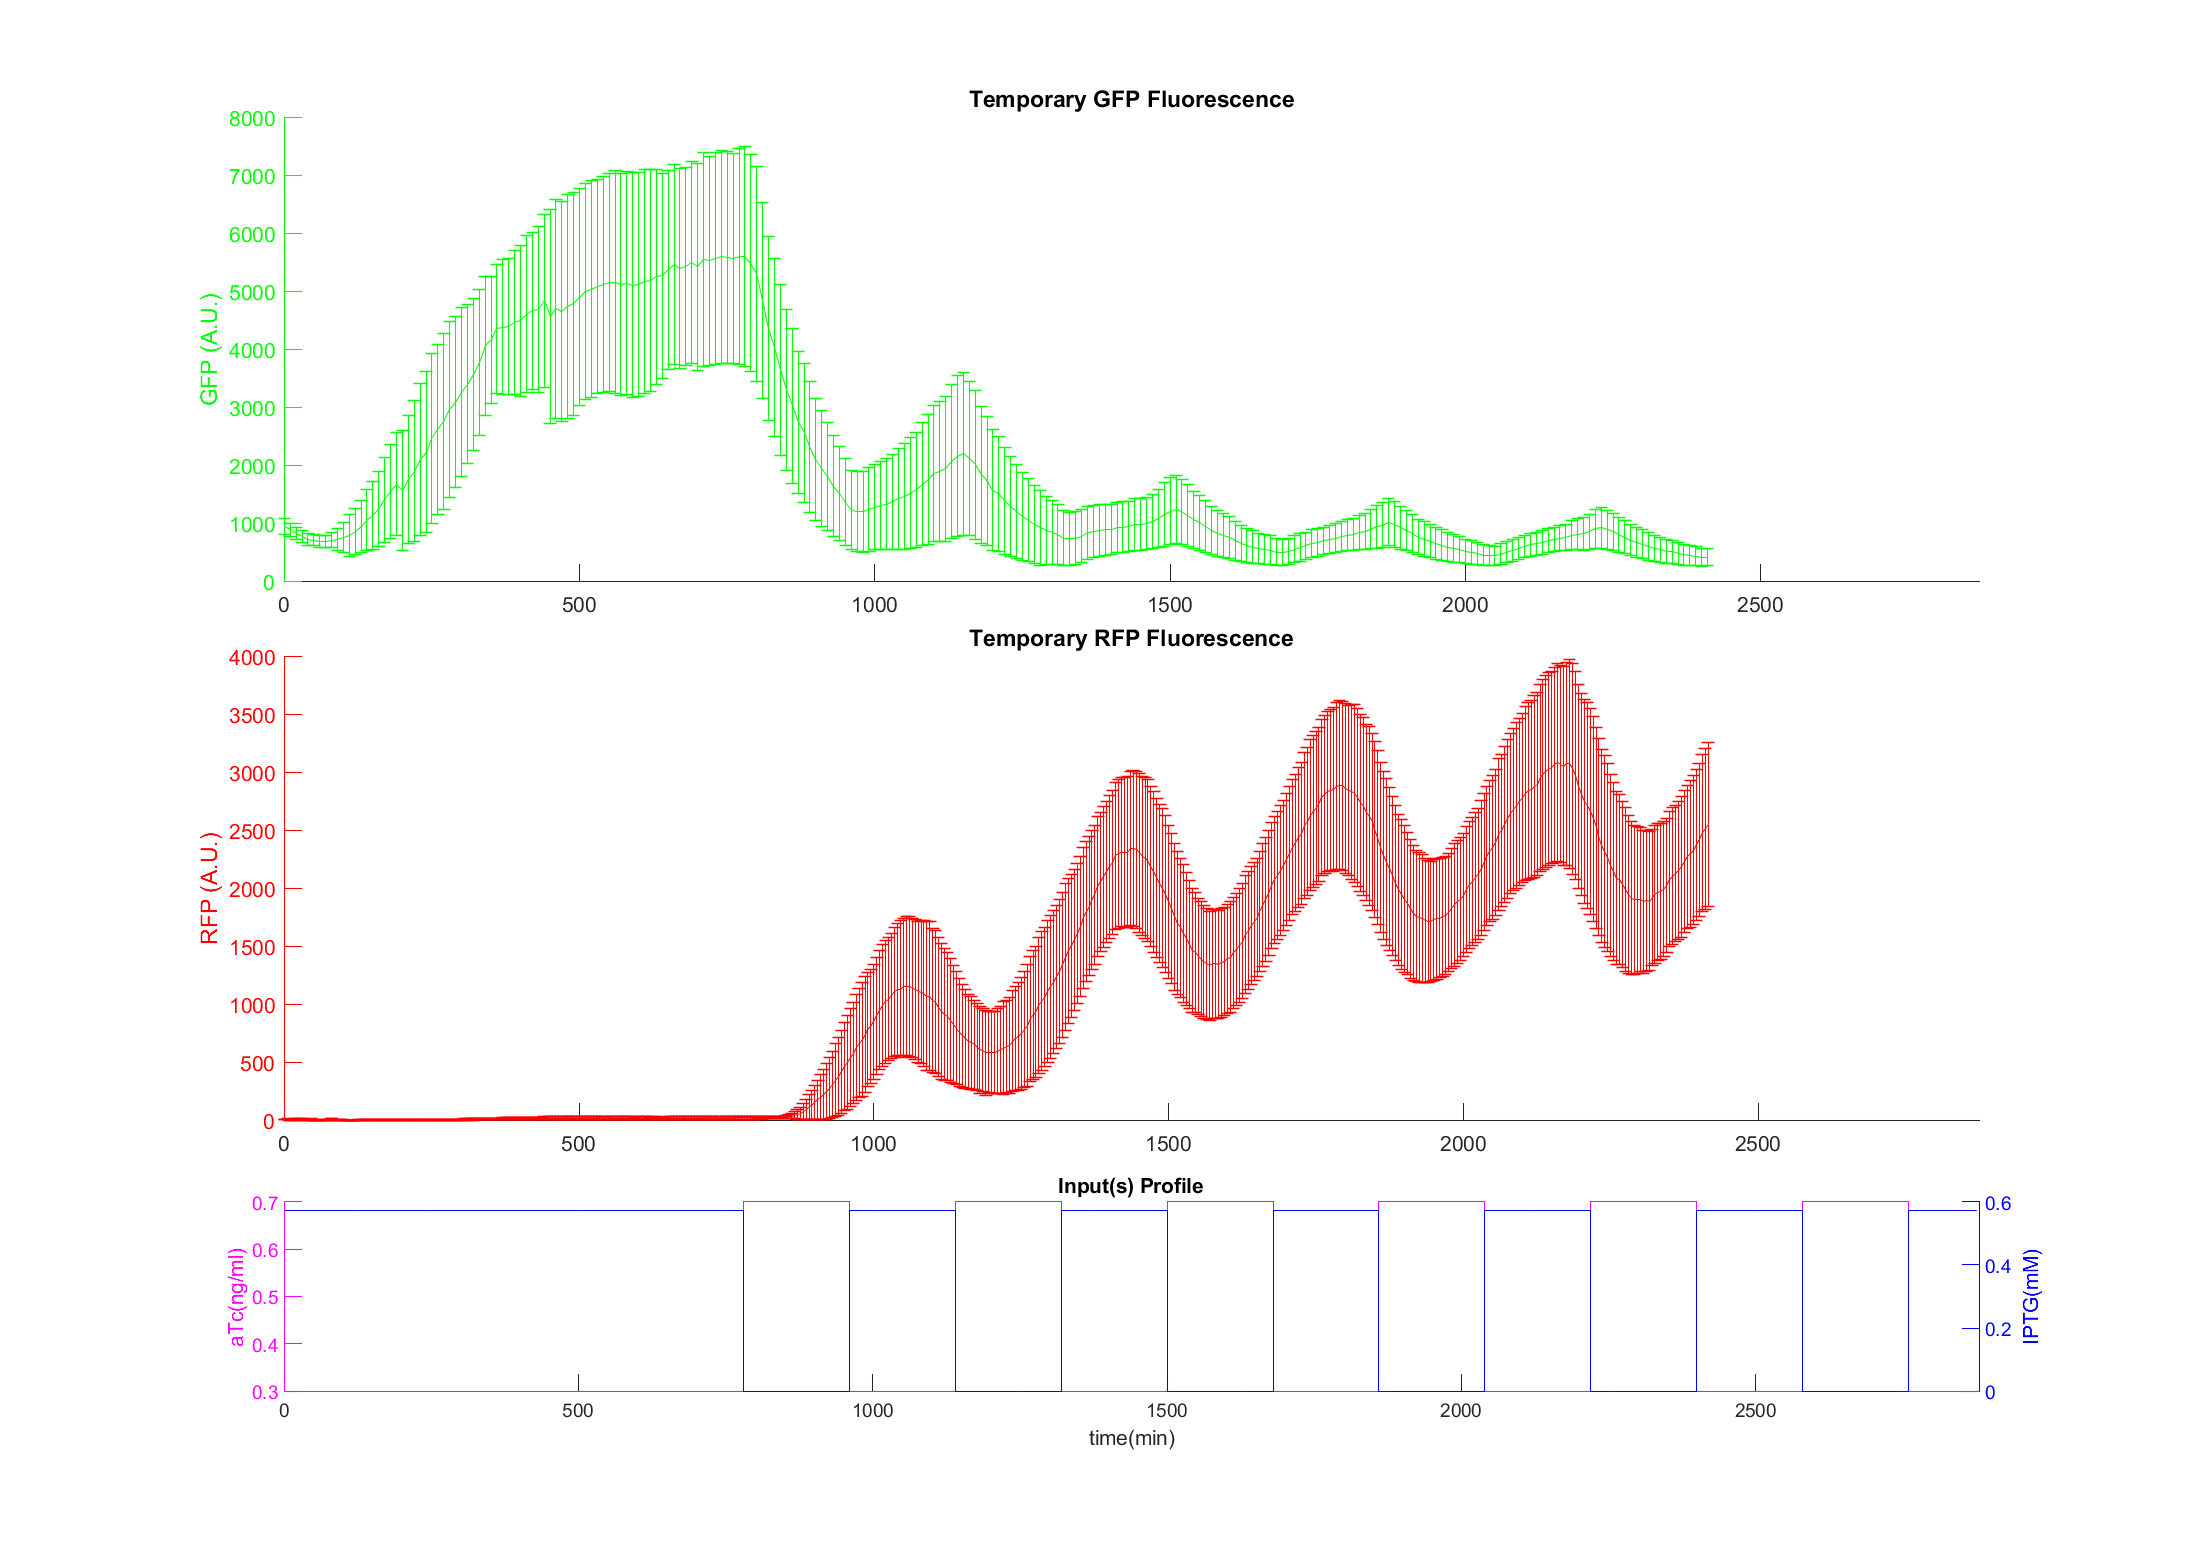 Temporary GFP Fluorescence
8000
7000
6000
5000
4000
3000
2000
1000
0
GFP (A.U.)
0 500 1000 1500 2000 2500
Temporary RFP Fluorescence
4000
3500
3000
2500
2000
1500
1000
500
0
RFP (A.U.)
0 500 1000 1500 2000 2500
Input(s) Profile
0.7
0.6
0.5
0.4
0.3
aTc(ng/ml)
0.6
0.4
0.2
0
IPTG(mM)
0 500 1000 1500 2000 2500
time(min)